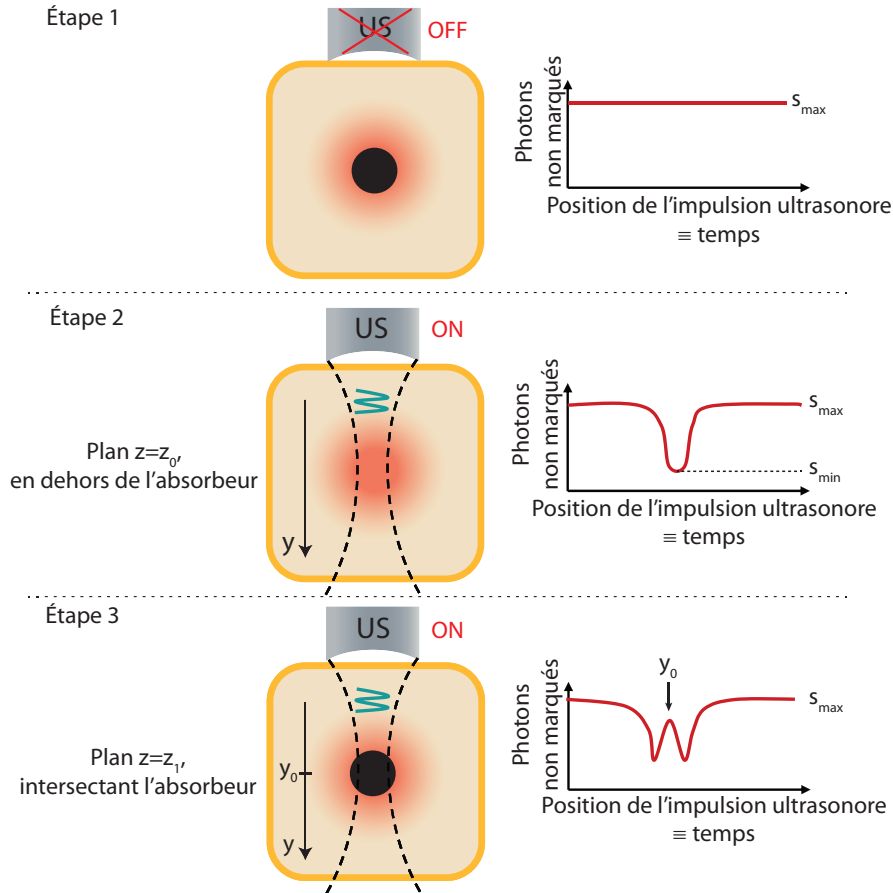 Étape 1
US
OFF
Photons
non marqués
s_max
Position de l'impulsion ultrasonore
≡ temps
Étape 2
US
ON
Plan z=z_0,
en dehors de l'absorbeur
y
Photons
non marqués
s_max
s_min
Position de l'impulsion ultrasonore
≡ temps
Étape 3
US
ON
Plan z=z_1,
intersectant l'absorbeur
y_0
y
Photons
non marqués
y_0
s_max
Position de l'impulsion ultrasonore
≡ temps